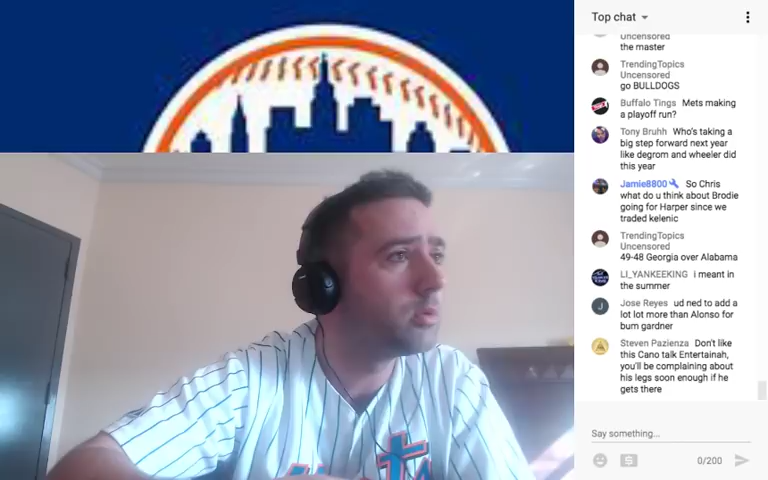 Top chat
Uncensored
the master
TrendingTopics
Uncensored
go BULLDOGS
Buffalo Tings Mets making
a playoff run?
Tony Bruhh Who's taking a
big step forward next year
like degrom and wheeler did
this year
Jamie8800 So Chris
what do u think about Brodie
going for Harper since we
traded kelenic
TrendingTopics
Uncensored
49-48 Georgia over Alabama
LI_YANKEEKING i meant in
the summer
J Jose Reyes ud ned to add a
lot lot more than Alonso for
bum gardner
Steven Pazienza Don't like
this Cano talk Entertainah,
you'll be complaining about
his legs soon enough if he
gets there
Say something...
0/200